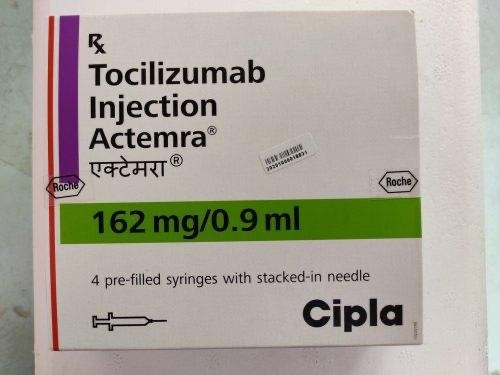 Rx
Tocilizumab
Injection
Actemra®
एक्टेमरा®
Roche
Roche
162 mg/0.9 ml
4 pre-filled syringes with stacked-in needle
Cipla